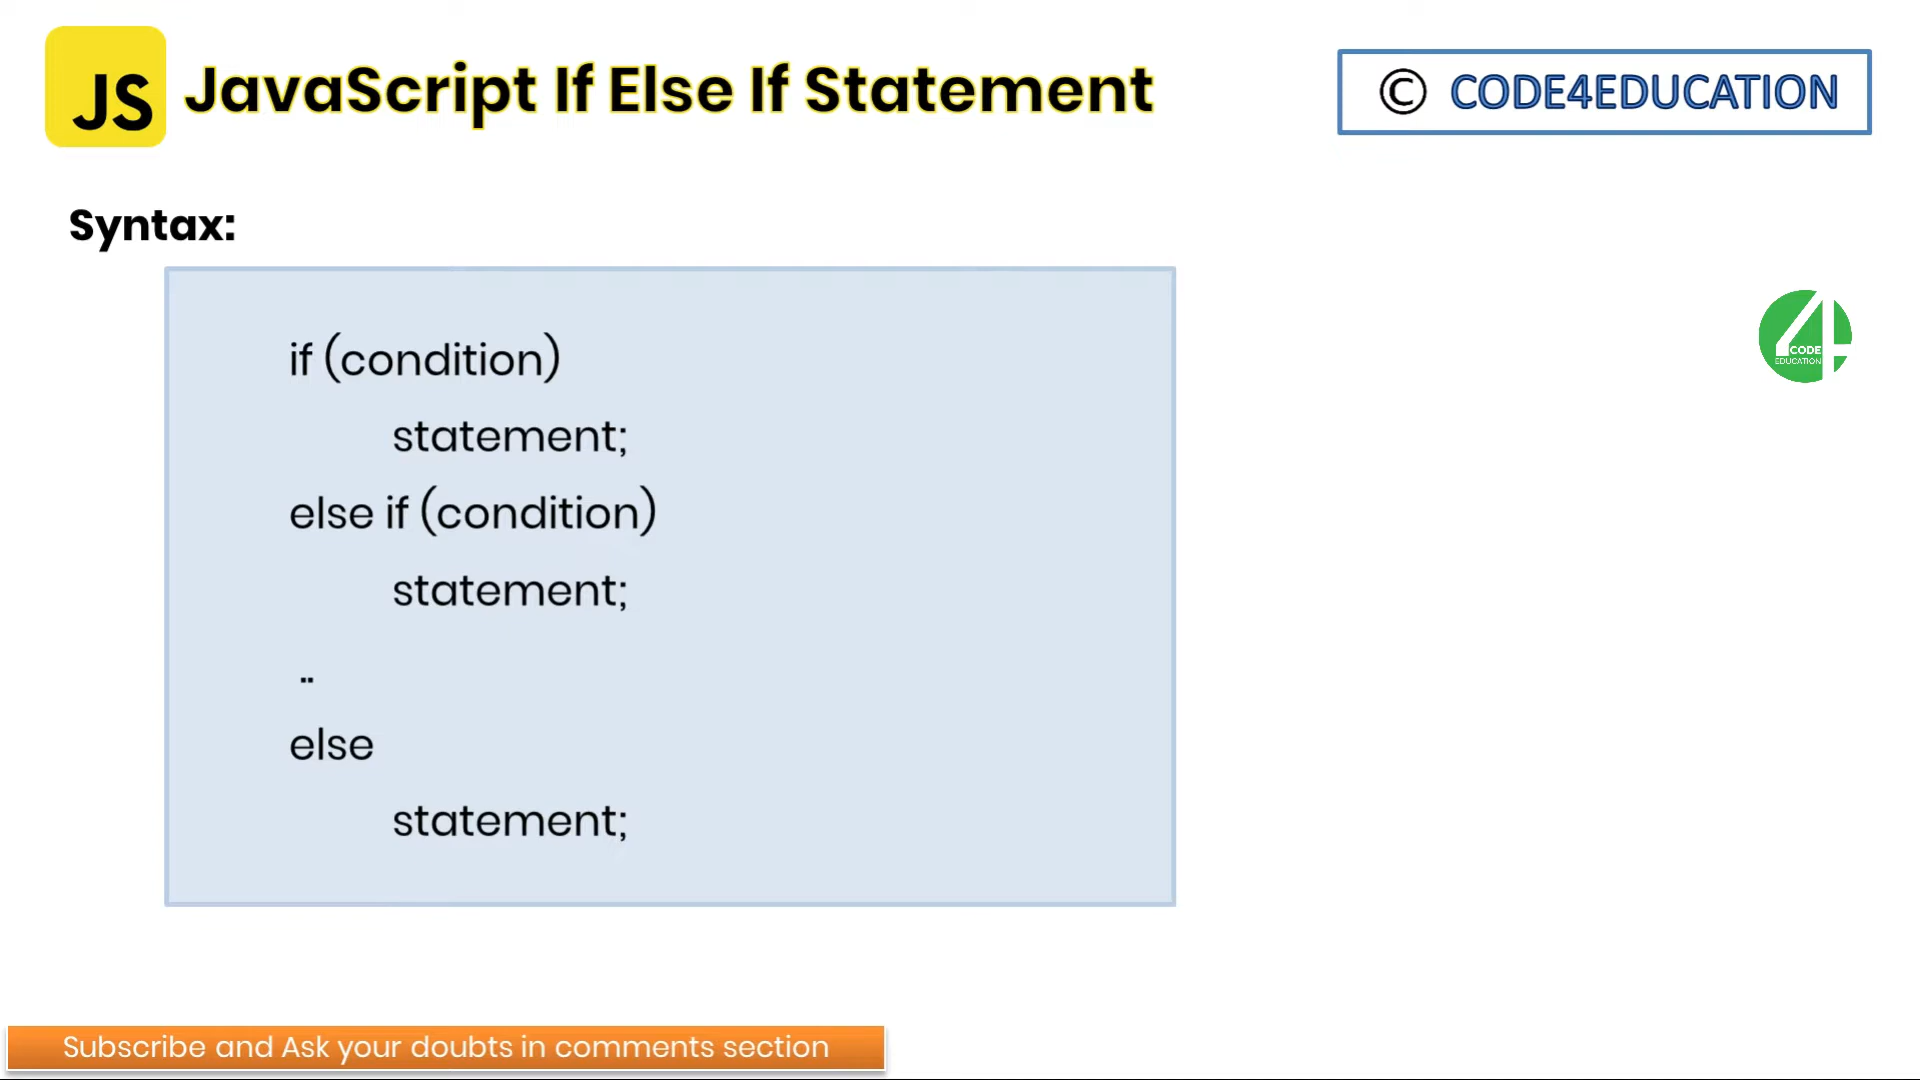 JS JavaScript If Else If Statement
© CODE4EDUCATION
Syntax:
if (condition)
statement;
else if (condition)
statement;
..
else
statement;
4
CODE
EDUCATION
Subscribe and Ask your doubts in comments section